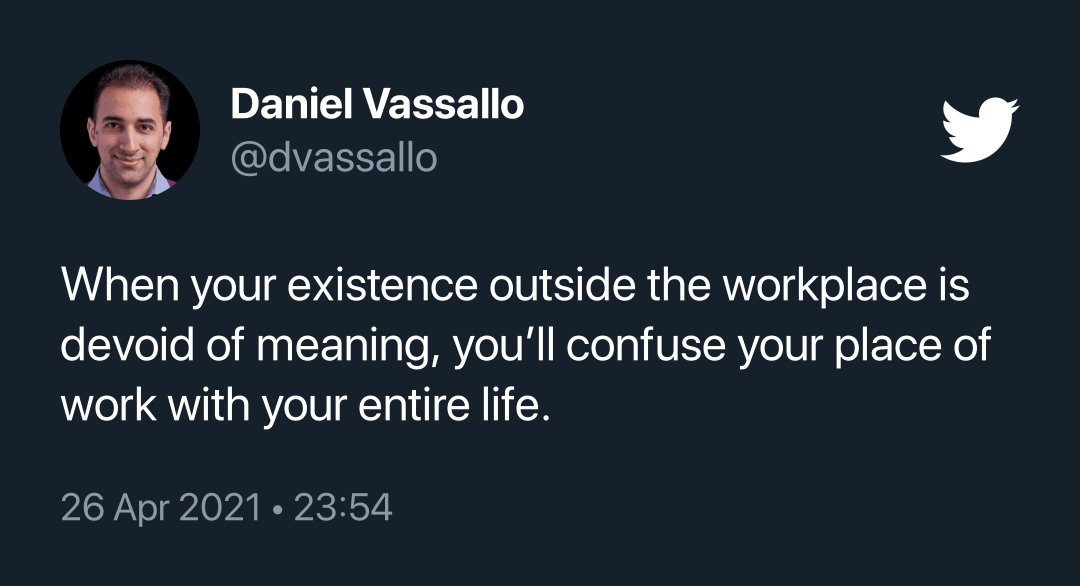 Daniel Vassallo
@dvassallo
When your existence outside the workplace is
devoid of meaning, you’ll confuse your place of
work with your entire life.
26 Apr 2021 • 23:54